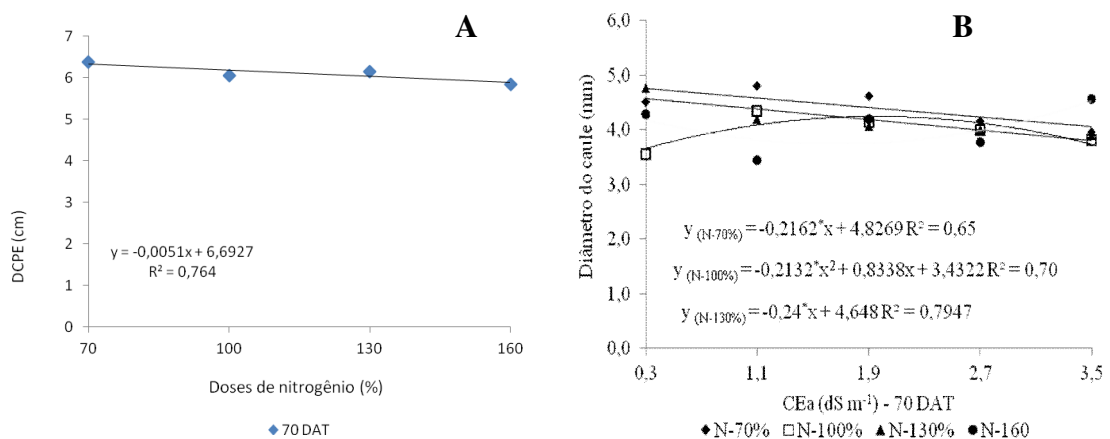 A
7
6
5
4
3
2
1
0
DCPE (cm)
y = -0,0051x + 6,6927
R² = 0,764
70 100 130 160
Doses de nitrogênio (%)
70 DAT
B
6,0
5,0
4,0
3,0
2,0
1,0
0,0
Diâmetro do caule (mm)
y (N-70%) = -0,2162*x + 4,8269 R² = 0,65
y (N-100%) = -0,2132*x² + 0,8338x + 3,4322 R² = 0,70
y (N-130%) = -0,24*x + 4,648 R² = 0,7947
0,3 1,1 1,9 2,7 3,5
CEa (dS m⁻¹) - 70 DAT
N-70% N-100% N-130% N-160